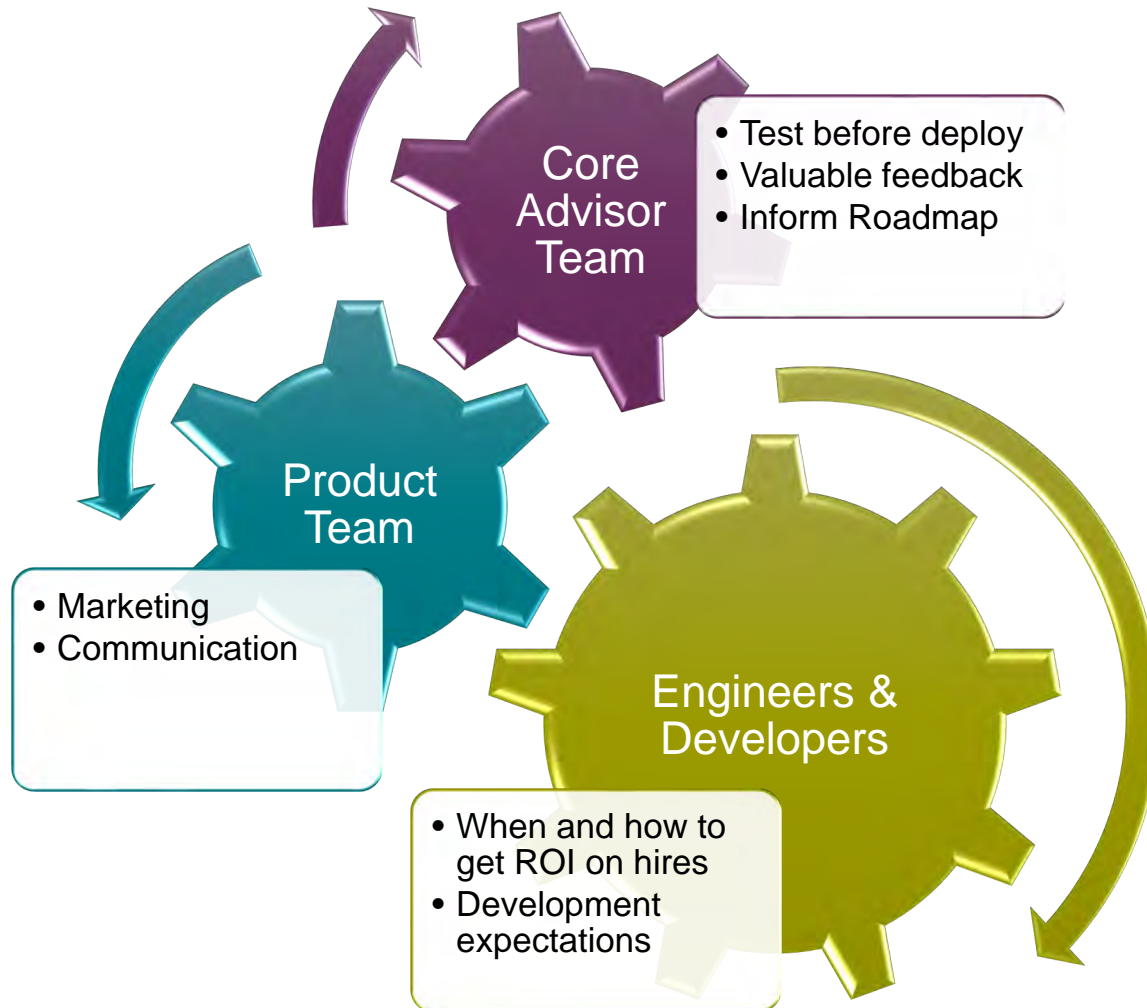 Core
Advisor
Team
• Test before deploy
• Valuable feedback
• Inform Roadmap
Product
Team
• Marketing
• Communication
Engineers &
Developers
• When and how to
get ROI on hires
• Development
expectations